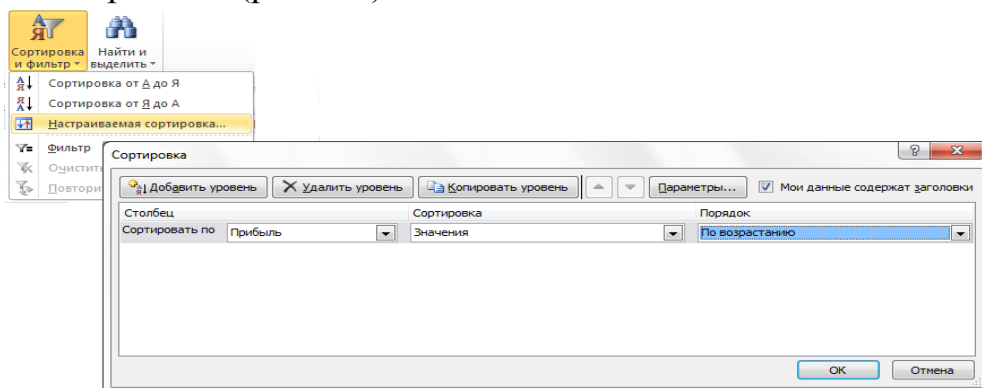 Сортировка
и фильтр
Найти и
выделить
Сортировка от А до Я
Сортировка от Я до А
Настраиваемая сортировка...
Фильтр
Очистить
Сортировка
Добавить уровень
Удалить уровень
Копировать уровень
Параметры...
Мои данные содержат заголовки
Столбец
Сортировка
Порядок
Сортировать по
Прибыль
Значения
По возрастанию
ОК
Отмена